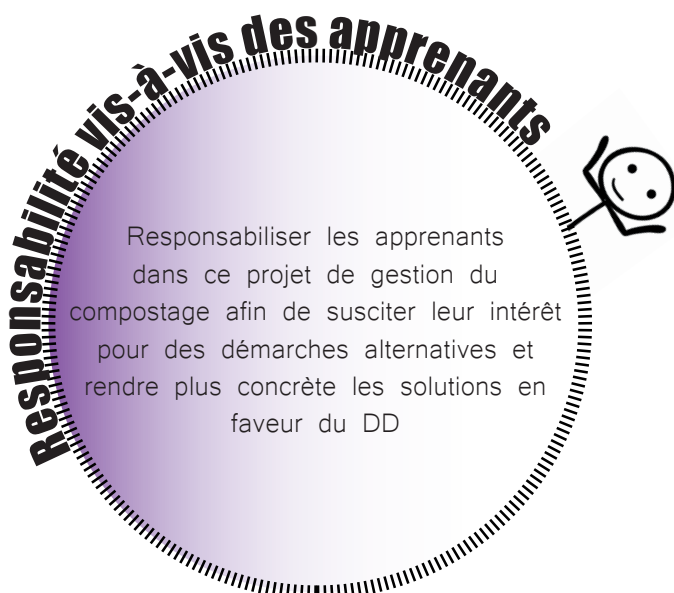 Responsabilité vis-à-vis des apprenants
Responsabiliser les apprenants
dans ce projet de gestion du
compostage afin de susciter leur intérêt
pour des démarches alternatives et
rendre plus concrète les solutions en
faveur du DD